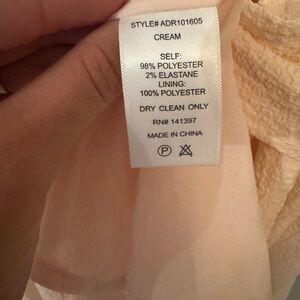 STYLE# ADR101605
CREAM
SELF:
98% POLYESTER
2% ELASTANE
LINING:
100% POLYESTER
DRY CLEAN ONLY
RN# 141397
MADE IN CHINA
P